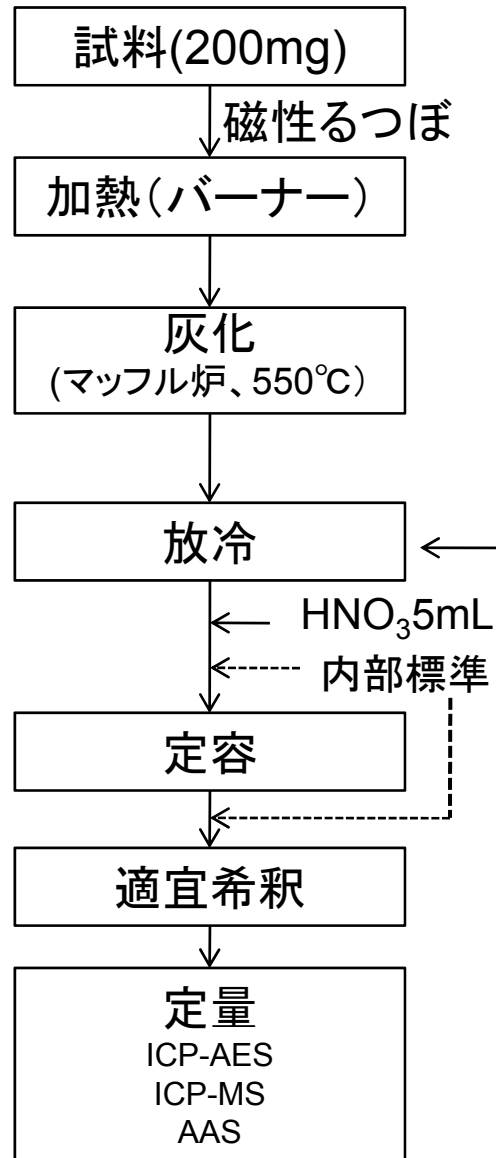 試料(200mg)
磁性るつぼ
加熱(バーナー)
灰化
(マッフル炉、550℃)
放冷
HNO₃5mL
内部標準
定容
適宜希釈
定量
ICP-AES
ICP-MS
AAS